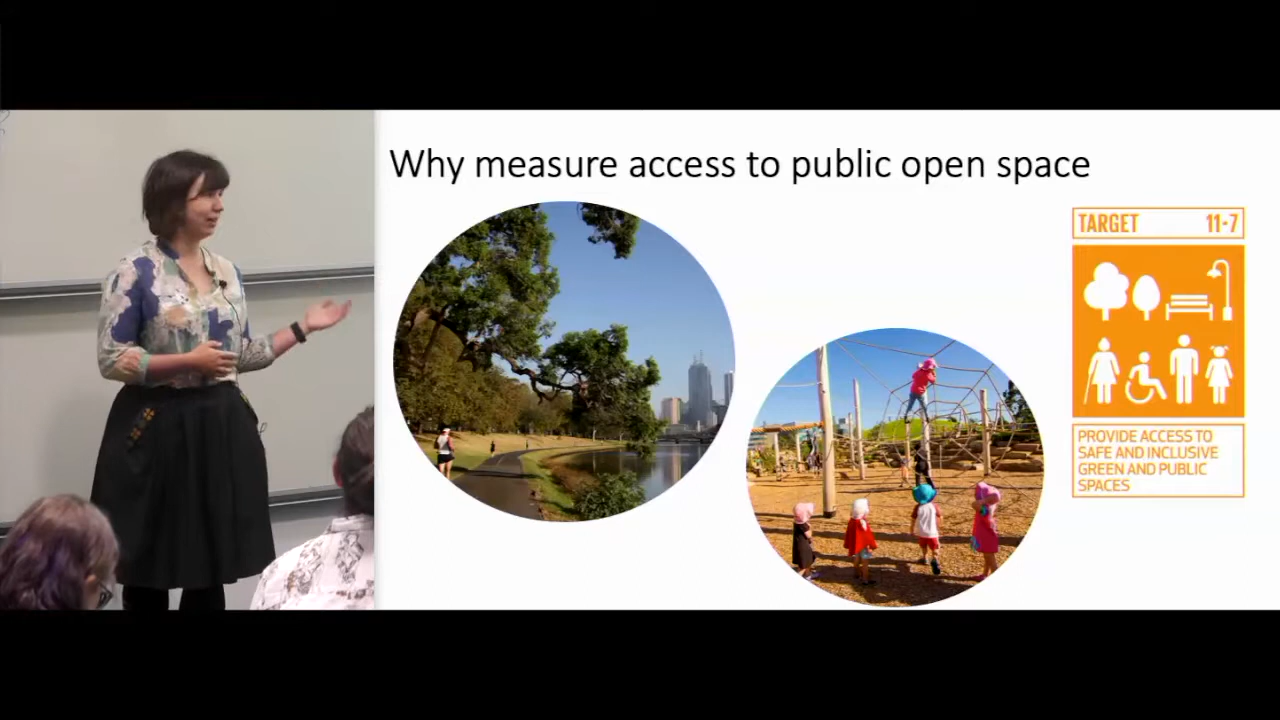 Why measure access to public open space
TARGET 11-7
PROVIDE ACCESS TO
SAFE AND INCLUSIVE
GREEN AND PUBLIC
SPACES